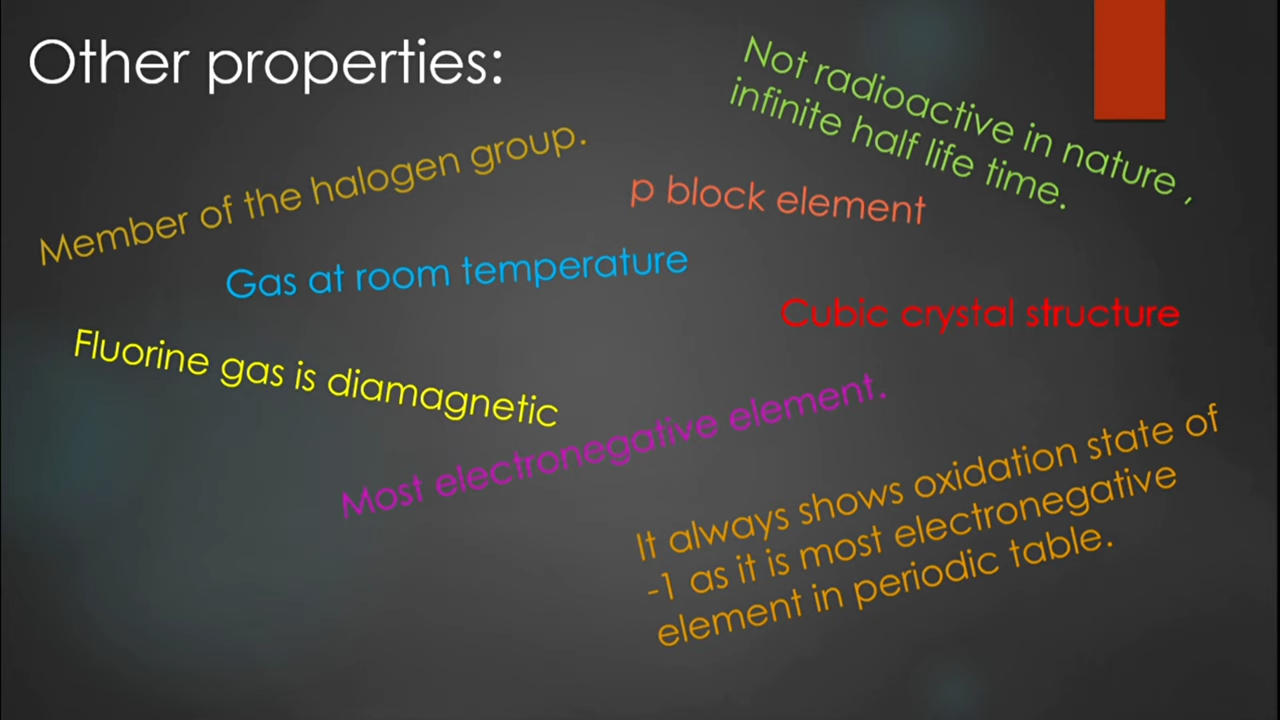 Other properties:
Not radioactive in nature ,
infinite half life time.
Member of the halogen group.
p block element
Gas at room temperature
Cubic crystal structure
Fluorine gas is diamagnetic
Most electronegative element.
It always shows oxidation state of
-1 as it is most electronegative
element in periodic table.